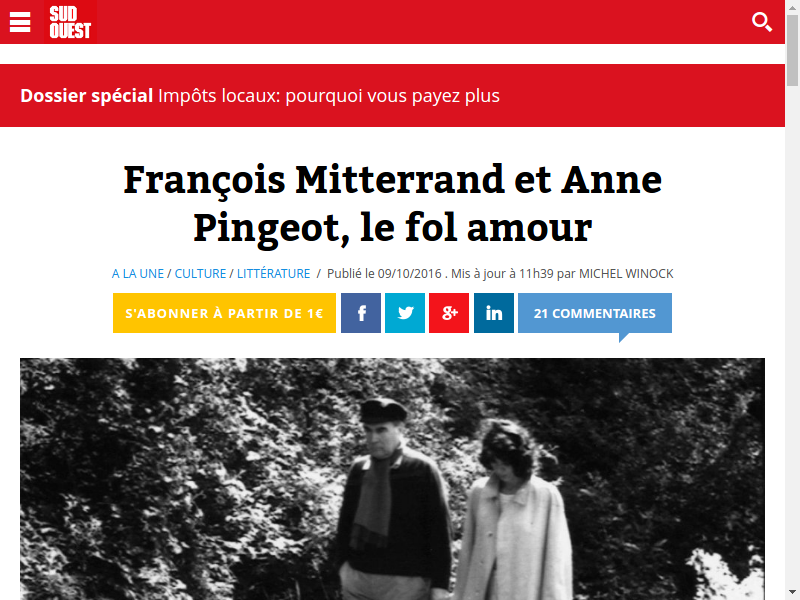 SUD
OUEST
Dossier spécial Impôts locaux: pourquoi vous payez plus
François Mitterrand et Anne
Pingeot, le fol amour
A LA UNE / CULTURE / LITTÉRATURE / Publié le 09/10/2016 . Mis à jour à 11h39 par MICHEL WINOCK
S'ABONNER À PARTIR DE 1€ f g+ in 21 COMMENTAIRES